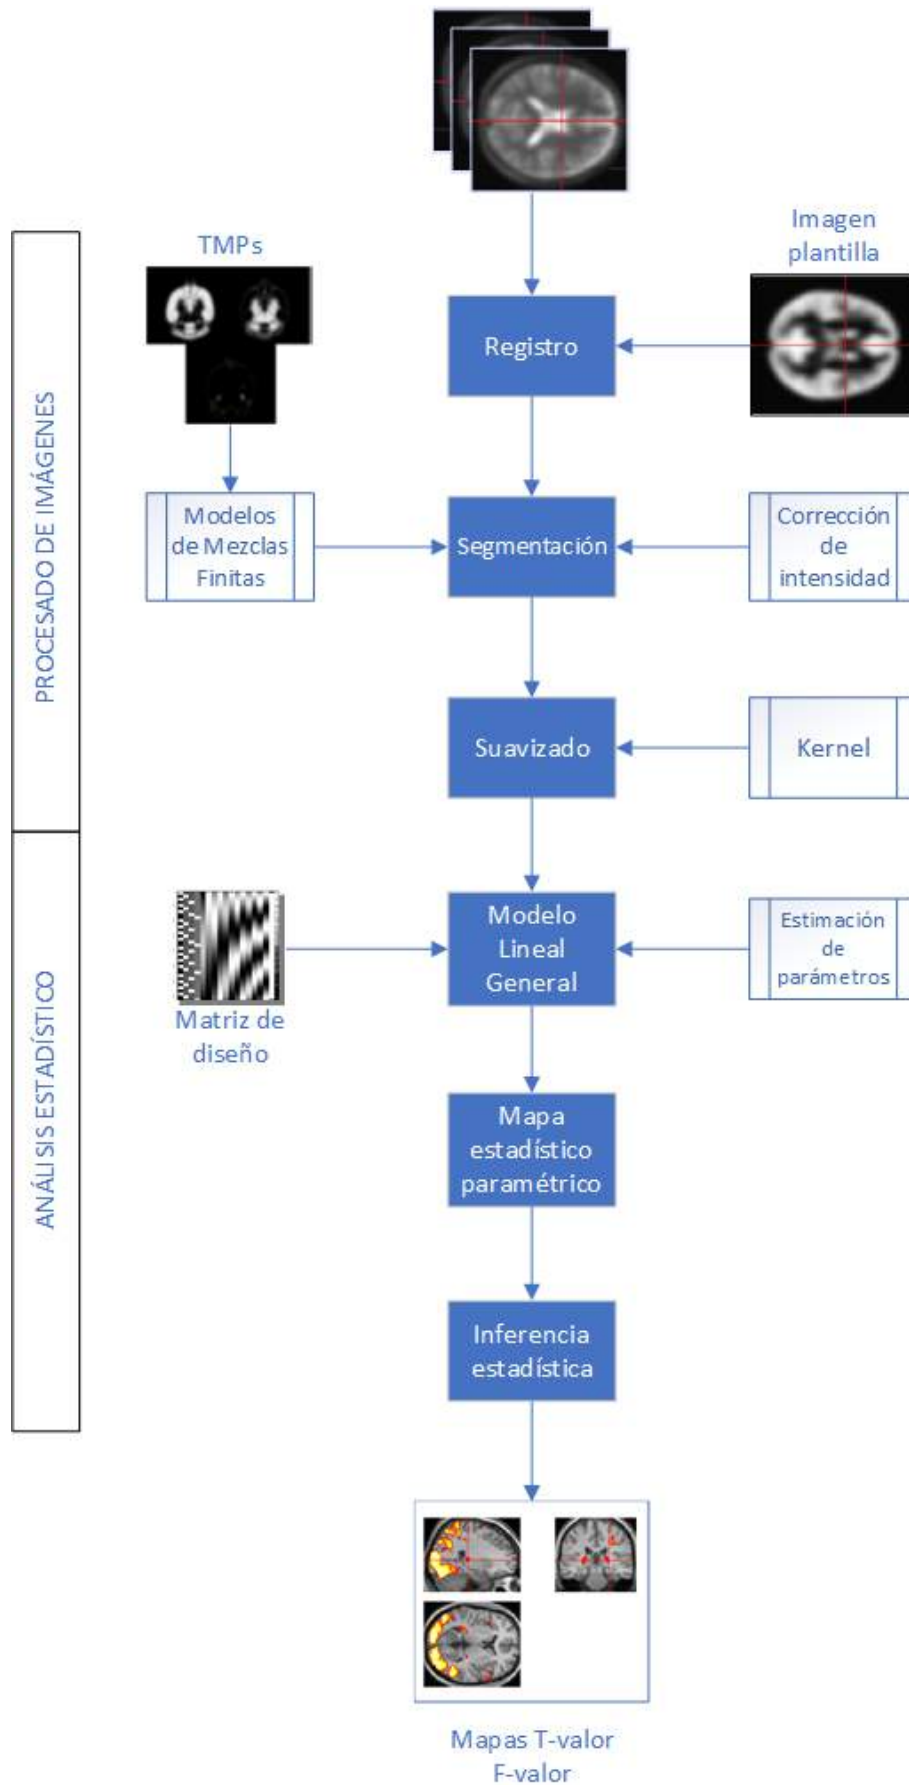 PROCESADO DE IMÁGENES
TMPs
Imagen
plantilla
Registro
Modelos
de Mezclas
Finitas
Segmentación
Corrección
de
intensidad
Suavizado
Kernel
ANÁLISIS ESTADÍSTICO
Matriz de
diseño
Modelo
Lineal
General
Estimación
de
parámetros
Mapa
estadístico
paramétrico
Inferencia
estadística
Mapas T-valor
F-valor